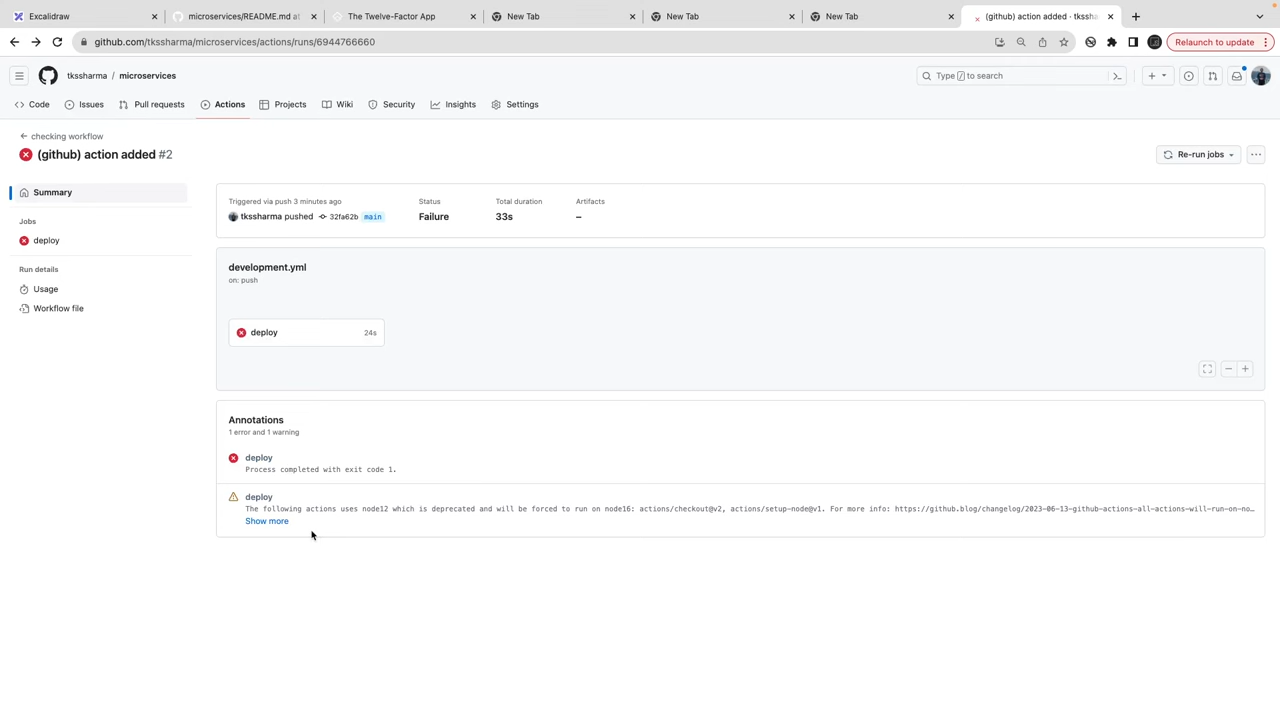 Excalidraw
microservices/README.md at
The Twelve-Factor App
New Tab
New Tab
New Tab
(github) action added · tkssha
github.com/tkssharma/microservices/actions/runs/6944766660
Relaunch to update
tkssharma / microservices
Type / to search
Code
Issues
Pull requests
Actions
Projects
Wiki
Security
Insights
Settings
checking workflow
(github) action added #2
Re-run jobs
Summary
Jobs
deploy
Run details
Usage
Workflow file
Triggered via push 3 minutes ago
tkssharma pushed 32fa62b main
Status
Failure
Total duration
33s
Artifacts
–
development.yml
on: push
deploy 24s
Annotations
1 error and 1 warning
deploy
Process completed with exit code 1.
deploy
The following actions uses node12 which is deprecated and will be forced to run on node16: actions/checkout@v2, actions/setup-node@v1. For more info: https://github.blog/changelog/2023-06-13-github-actions-all-actions-will-run-on-no…
Show more